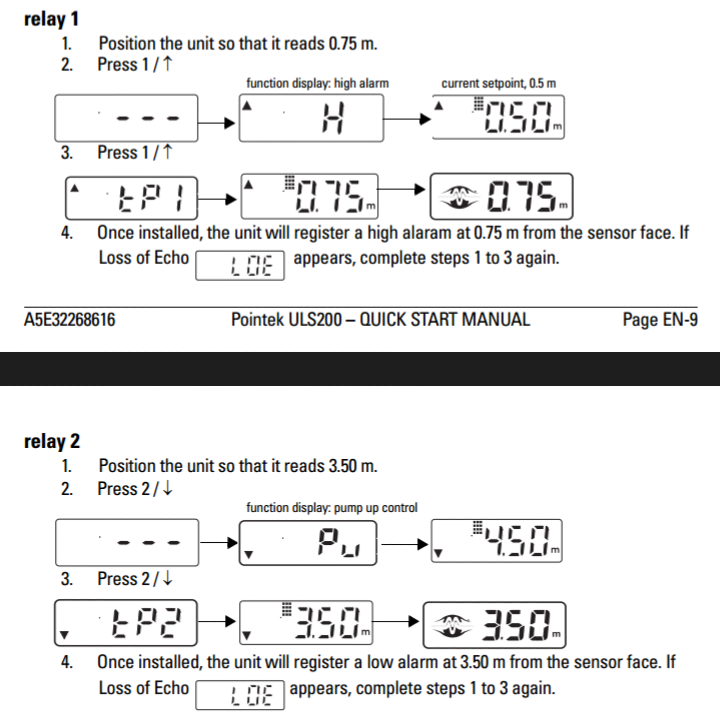 relay 1
1. Position the unit so that it reads 0.75 m.
2. Press 1 / ↑
function display: high alarm current setpoint, 0.5 m
- - - H 0.50 m
3. Press 1 / ↑
tP1 0.75 m 0.75 m
4. Once installed, the unit will register a high alaram at 0.75 m from the sensor face. If
Loss of Echo LOE appears, complete steps 1 to 3 again.
A5E32268616 Pointek ULS200 – QUICK START MANUAL Page EN-9
relay 2
1. Position the unit so that it reads 3.50 m.
2. Press 2 / ↓
function display: pump up control
- - - Pu 4.50 m
3. Press 2 / ↓
tP2 3.50 m 3.50 m
4. Once installed, the unit will register a low alarm at 3.50 m from the sensor face. If
Loss of Echo LOE appears, complete steps 1 to 3 again.